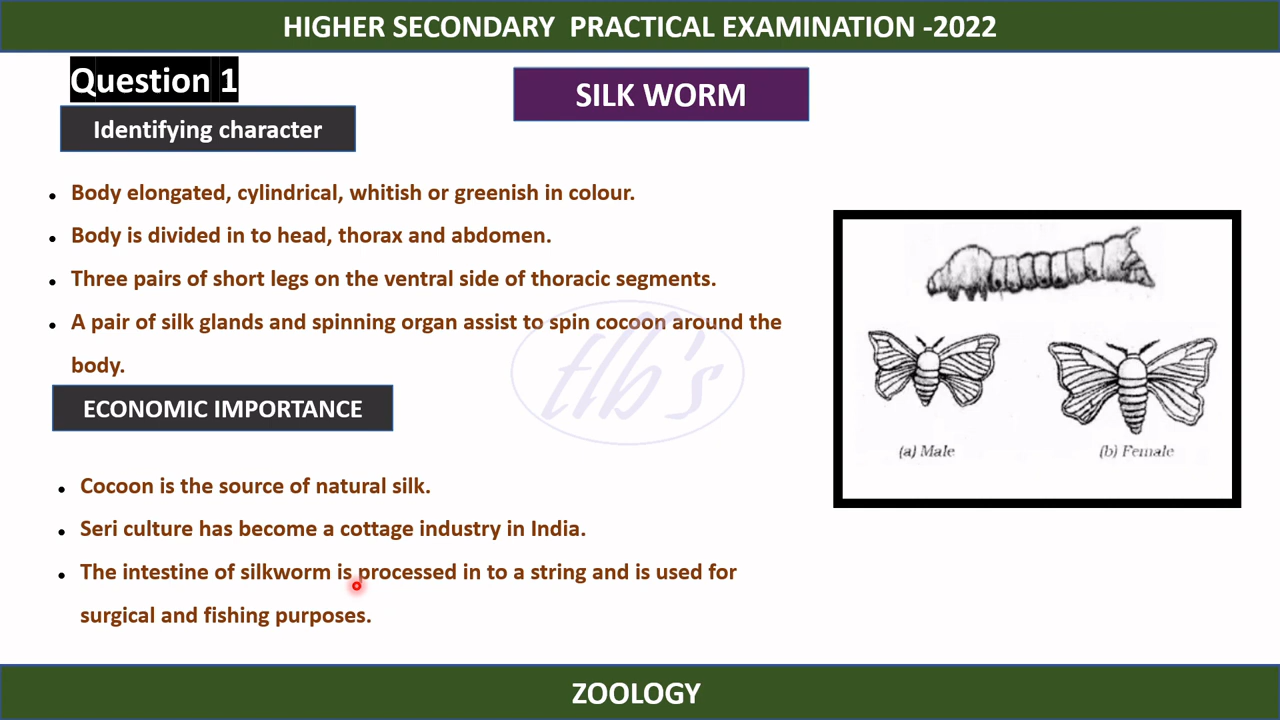 HIGHER SECONDARY PRACTICAL EXAMINATION -2022
Question 1
SILK WORM
Identifying character
• Body elongated, cylindrical, whitish or greenish in colour.
• Body is divided in to head, thorax and abdomen.
• Three pairs of short legs on the ventral side of thoracic segments.
• A pair of silk glands and spinning organ assist to spin cocoon around the
body.
tlb's
(a) Male
(b) Female
ECONOMIC IMPORTANCE
• Cocoon is the source of natural silk.
• Seri culture has become a cottage industry in India.
• The intestine of silkworm is processed in to a string and is used for
surgical and fishing purposes.
ZOOLOGY